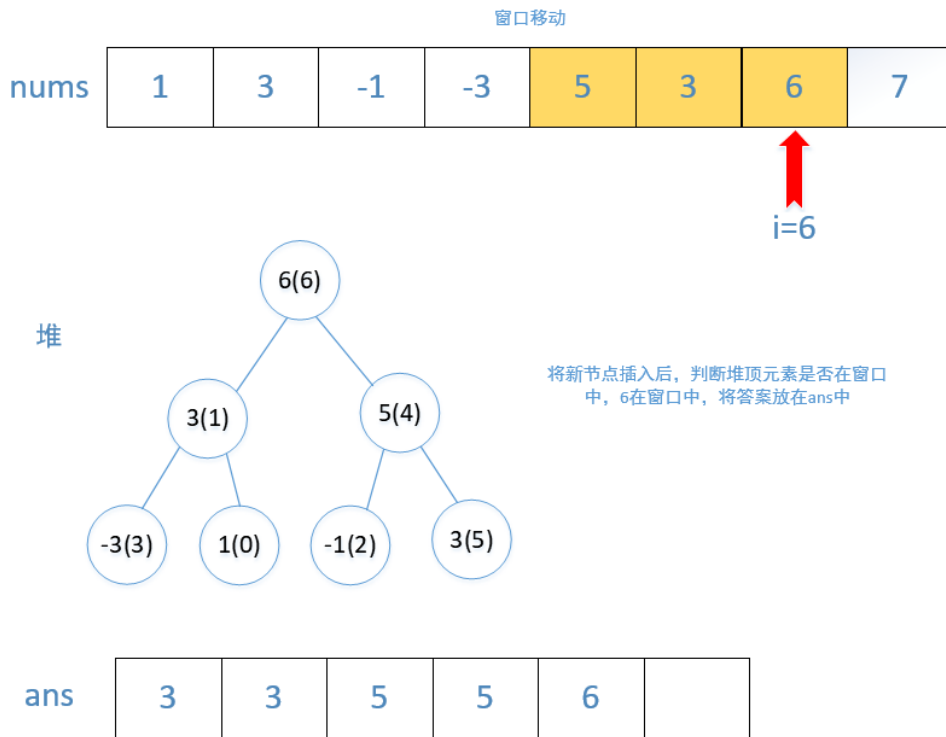 窗口移动
nums 1 3 -1 -3 5 3 6 7
i=6
6(6)
堆
3(1) 5(4)
将新节点插入后，判断堆顶元素是否在窗口
中，6在窗口中，将答案放在ans中
-3(3) 1(0) -1(2) 3(5)
ans 3 3 5 5 6